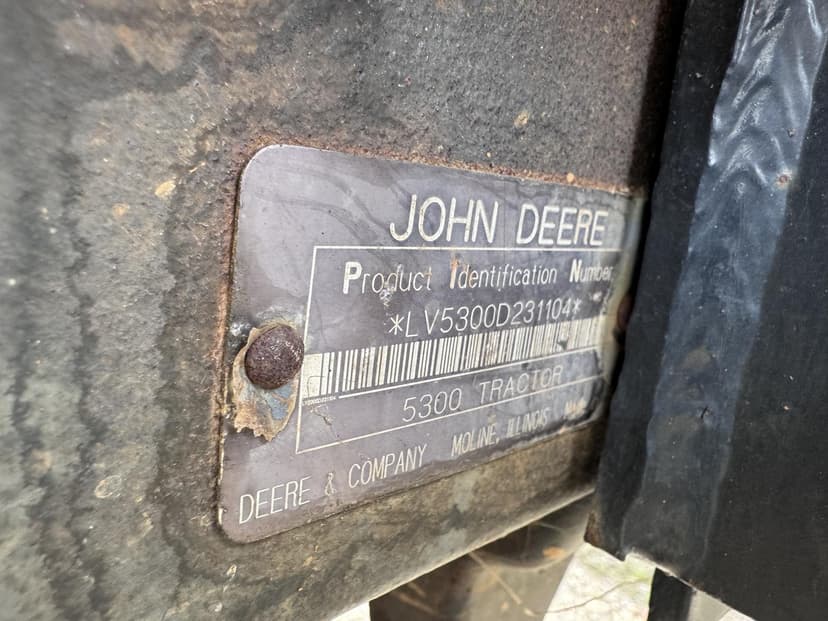 JOHN DEERE
Product Identification Number
*LV5300D231104*
5300 TRACTOR
DEERE & COMPANY MOLINE, ILLINOIS